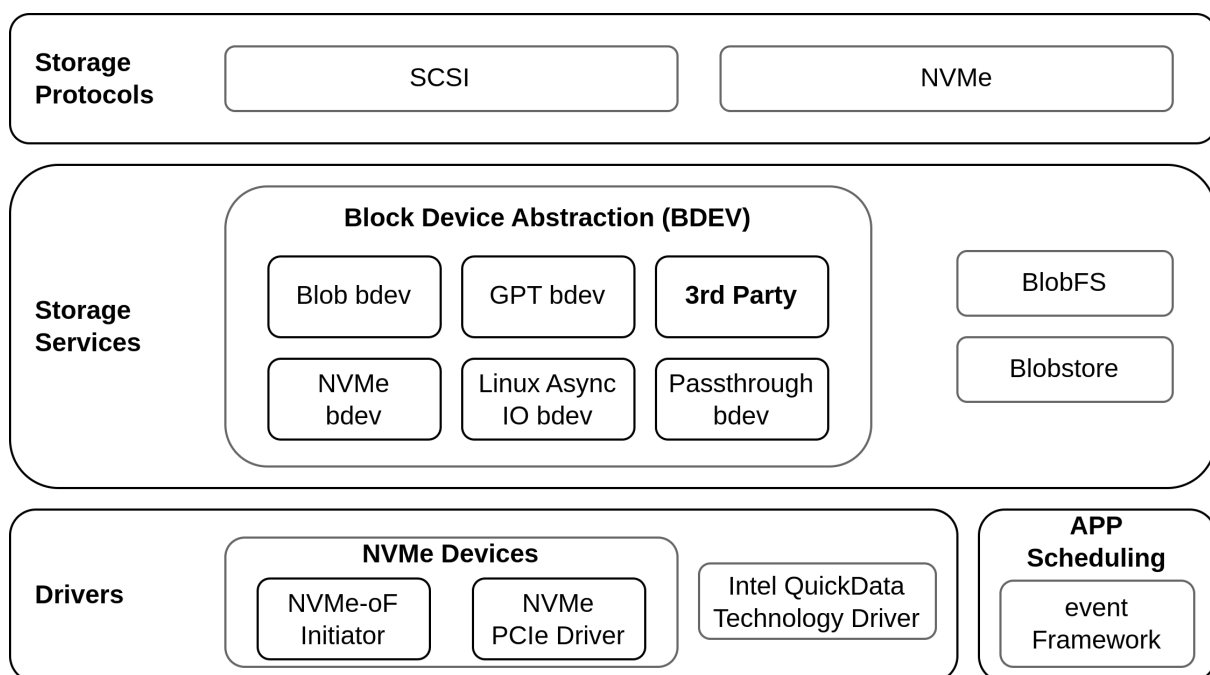 Storage
Protocols
SCSI
NVMe
Storage
Services
Block Device Abstraction (BDEV)
Blob bdev
GPT bdev
3rd Party
NVMe
bdev
Linux Async
IO bdev
Passthrough
bdev
BlobFS
Blobstore
Drivers
NVMe Devices
NVMe-oF
Initiator
NVMe
PCIe Driver
Intel QuickData
Technology Driver
APP
Scheduling
event
Framework